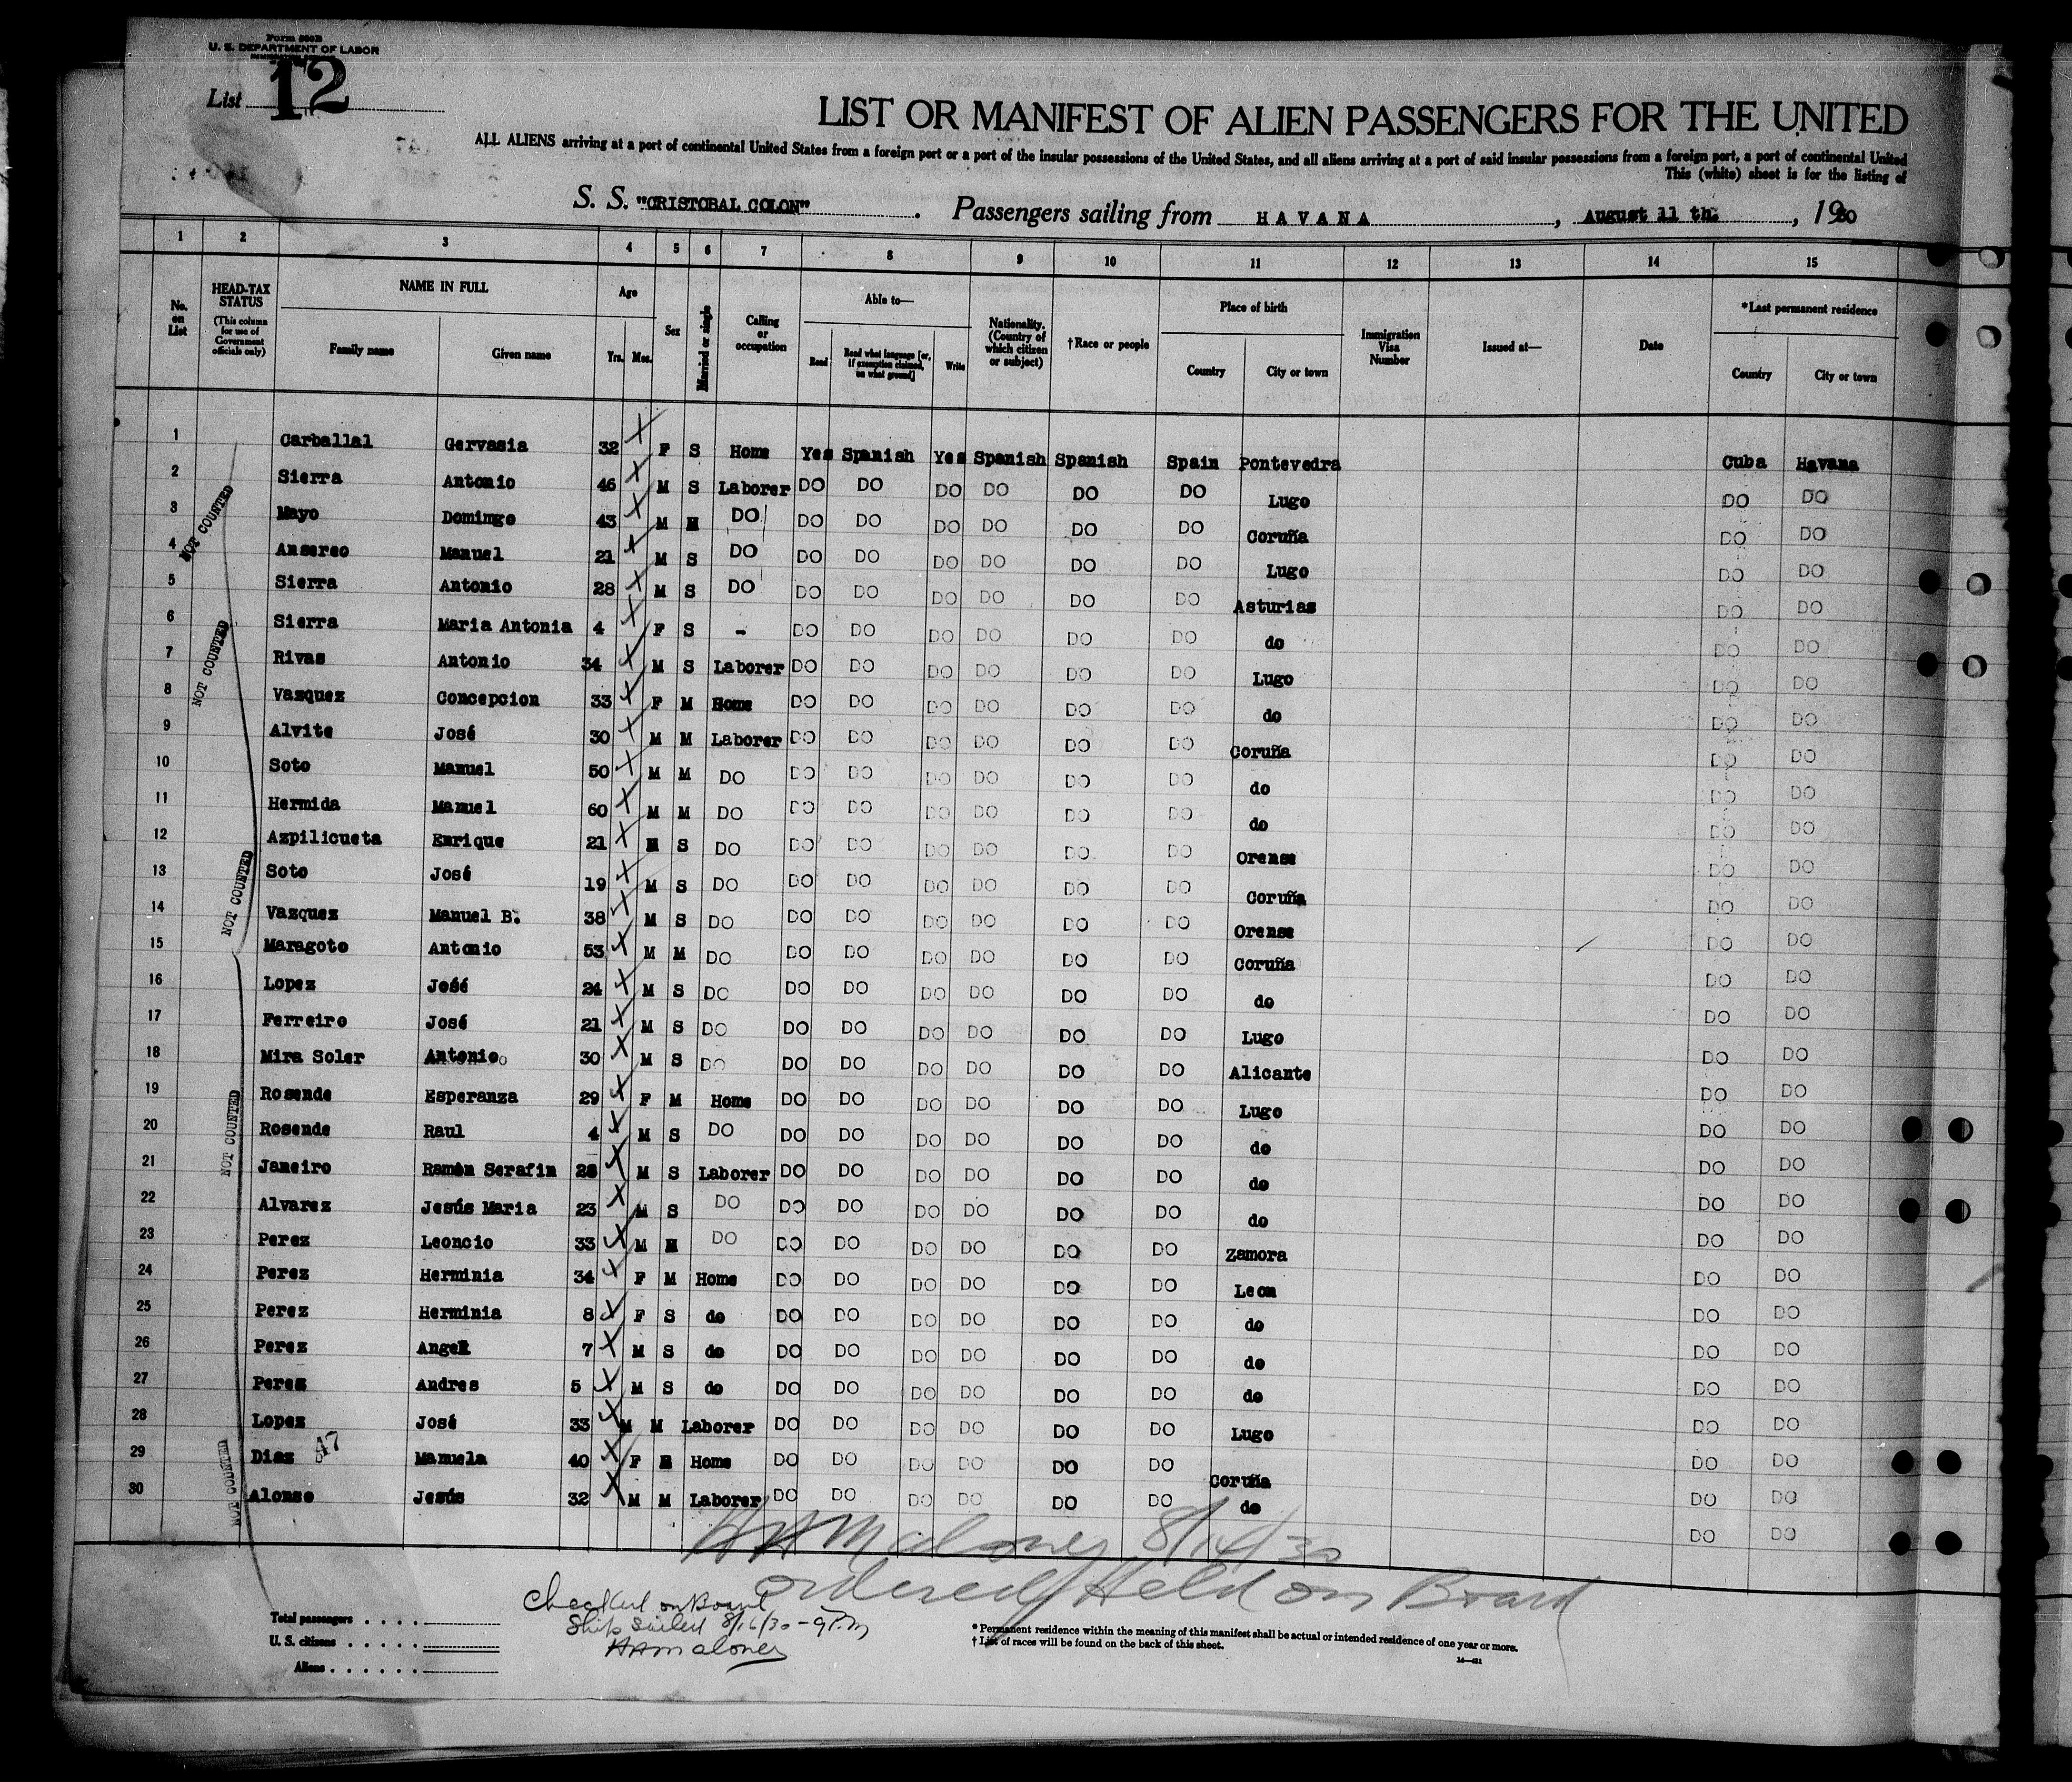 Form 500B
U. S. DEPARTMENT OF LABOR
List 12
LIST OR MANIFEST OF ALIEN PASSENGERS FOR THE UNITED
ALL ALIENS arriving at a port of continental United States from a foreign port or a port of the insular possessions of the United States, and all aliens arriving at a port of said insular possessions from a foreign port, a port of continental United
This (white) sheet is for the listing of
S. S. "CRISTOBAL COLON" . Passengers sailing from HAVANA , August 11 th. , 1930
1 2 3 4 5 6 7 8 9 10 11 12 13 14 15
No. on List
HEAD-TAX STATUS (This column for use of Government officials only)
NAME IN FULL Family name Given name
Age Yrs. Mos.
Sex
Married or single
Calling or occupation
Able to— Read Read what language [or, if exemption claimed, on what ground] Write
Nationality. (Country of which citizen or subject)
†Race or people
Place of birth Country City or town
Immigration Visa Number
Issued at—
Date
*Last permanent residence Country City or town
1 Carballal Gervasia 32 F S Home Yes Spanish Yes Spanish Spanish Spain Pontevedra Cuba Havana
2 Sierra Antonio 46 M S Laborer DO DO DO DO DO DO Lugo DO DO
3 Mayo Domingo 43 M M DO DO DO DO DO DO DO Coruña DO DO
4 Ansereo Manuel 21 M S DO DO DO DO DO DO DO Lugo DO DO
5 Sierra Antonio 28 M S DO DO DO DO DO DO DO Asturias DO DO
6 Sierra Maria Antonia 4 F S - DO DO DO DO DO DO do DO DO
7 Rivas Antonio 34 M S Laborer DO DO DO DO DO DO Lugo DO DO
8 Vazquez Concepcion 33 F M Home DO DO DO DO DO DO do DO DO
9 Alvite José 30 M M Laborer DO DO DO DO DO DO Coruña DO DO
10 Soto Manuel 50 M M DO DO DO DO DO DO DO do DO DO
11 Hermida Manuel 60 M M DO DO DO DO DO DO DO do DO DO
12 Azpilicueta Enrique 21 M S DO DO DO DO DO DO DO Orense DO DO
13 Soto José 19 M S DO DO DO DO DO DO DO Coruña DO DO
14 Vazquez Manuel B. 38 M S DO DO DO DO DO DO DO Orense DO DO
15 Maragoto Antonio 53 M M DO DO DO DO DO DO DO Coruña DO DO
16 Lopez José 24 M S DO DO DO DO DO DO DO do DO DO
17 Ferreiro José 21 M S DO DO DO DO DO DO DO Lugo DO DO
18 Mira Soler Antonio 30 M S DO DO DO DO DO DO DO Alicante DO DO
19 Rosende Esperanza 29 F M Home DO DO DO DO DO DO Lugo DO DO
20 Rosende Raul 4 M S DO DO DO DO DO DO DO do DO DO
21 Janeiro Ramón Serafin 28 M S Laborer DO DO DO DO DO DO do DO DO
22 Alvarez Jesús Maria 23 M S DO DO DO DO DO DO DO do DO DO
23 Perez Leoncio 33 M M DO DO DO DO DO DO DO Zamora DO DO
24 Perez Herminia 34 F M Home DO DO DO DO DO DO Leon DO DO
25 Perez Herminia 8 F S do DO DO DO DO DO DO do DO DO
26 Perez Angel 7 M S do DO DO DO DO DO DO do DO DO
27 Perez Andres 5 M S do DO DO DO DO DO DO do DO DO
28 Lopez José 33 M M Laborer DO DO DO DO DO DO Lugo DO DO
29 Diaz 47 Manuela 40 F M Home DO DO DO DO DO DO Coruña DO DO
30 Alonso Jesús 32 M M Laborer DO DO DO DO DO DO do DO DO
DO DO
NOT COUNTED
NOT COUNTED
NOT COUNTED
NOT COUNTED
NOT COUNTED
HAMaloney 8/14/30
ordered Held on Board
Checked on Board
Ship Sailed 8/16/30 - 9 P.M
HAMaloney
Total passengers
U. S. citizens
Aliens
* Permanent residence within the meaning of this manifest shall be actual or intended residence of one year or more.
† List of races will be found on the back of this sheet.